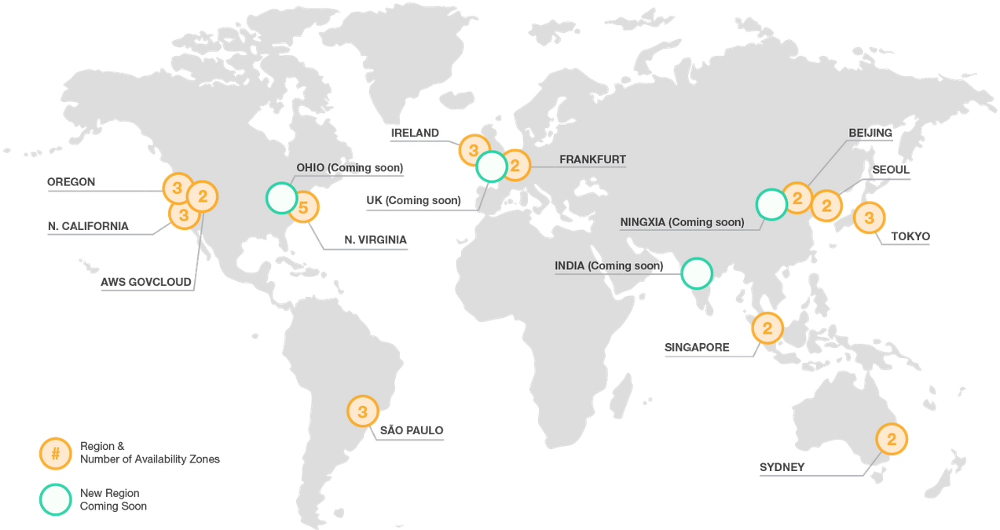 IRELAND
3
BEIJING
OHIO (Coming soon)
2
FRANKFURT
SEOUL
OREGON
3
2
5
UK (Coming soon)
2
2
N. CALIFORNIA
3
N. VIRGINIA
NINGXIA (Coming soon)
3
TOKYO
AWS GOVCLOUD
INDIA (Coming soon)
2
SINGAPORE
3
SÃO PAULO
2
SYDNEY
#
Region &
Number of Availability Zones
New Region
Coming Soon